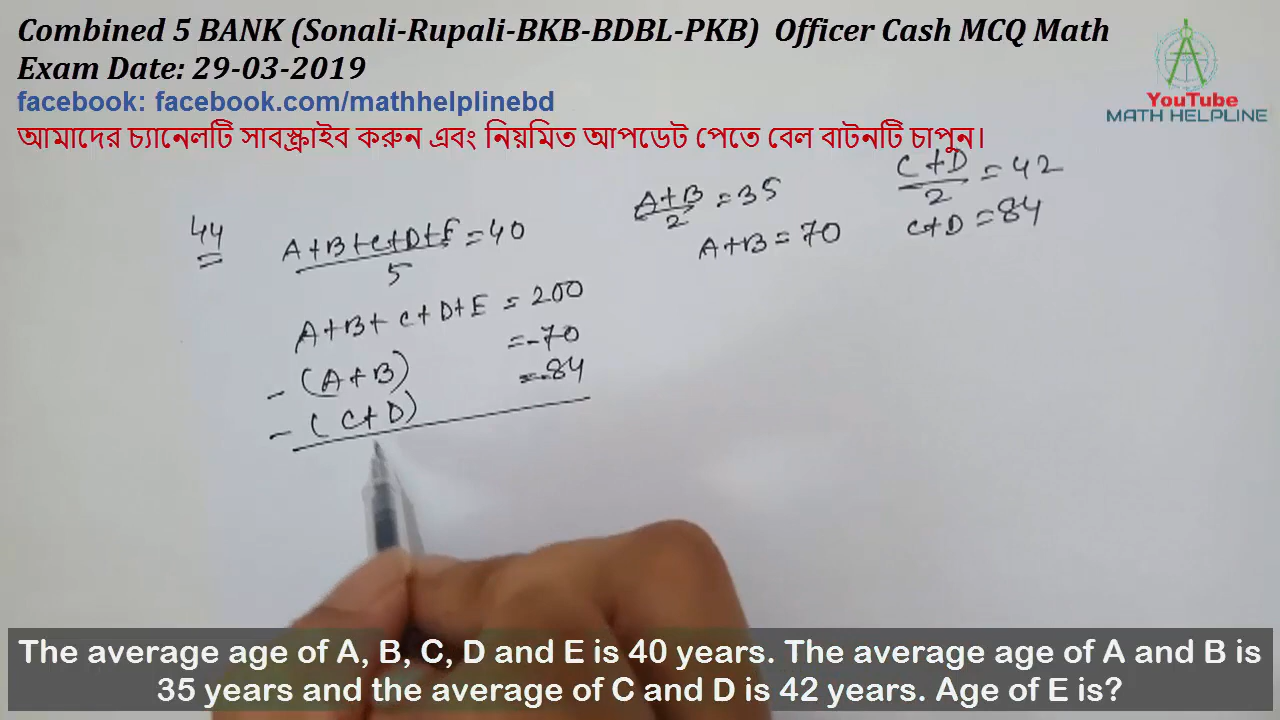 Combined 5 BANK (Sonali-Rupali-BKB-BDBL-PKB) Officer Cash MCQ Math
Exam Date: 29-03-2019
facebook: facebook.com/mathhelplinebd
আমাদের চ্যানেলটি সাবস্ক্রাইব করুন এবং নিয়মিত আপডেট পেতে বেল বাটনটি চাপুন।
YouTube
MATH HELPLINE
44
A+B+C+D+E = 40
5
A+B+C+D+E = 200
-(A+B) =-70
-(C+D) =-84
A+B = 35
2
A+B = 70
C+D = 42
2
C+D = 84
The average age of A, B, C, D and E is 40 years. The average age of A and B is
35 years and the average of C and D is 42 years. Age of E is?